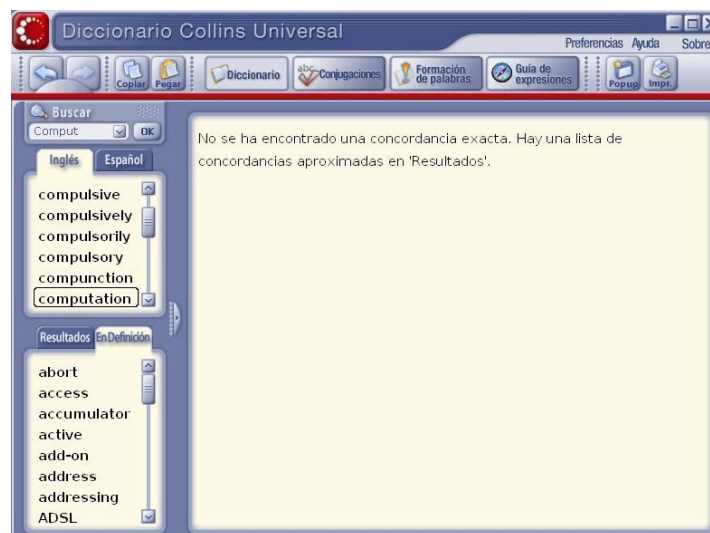 Diccionario Collins Universal
Preferencias Ayuda Sobre
Copiar Pegar
Diccionario
abc Conjugaciones
Formación de palabras
Guía de expresiones
Popup Impr.
Buscar
Comput OK
Inglés Español
compulsive
compulsively
compulsorily
compulsory
compunction
computation
Resultados En Definición
abort
access
accumulator
active
add-on
address
addressing
ADSL
No se ha encontrado una concordancia exacta. Hay una lista de
concordancias aproximadas en 'Resultados'.